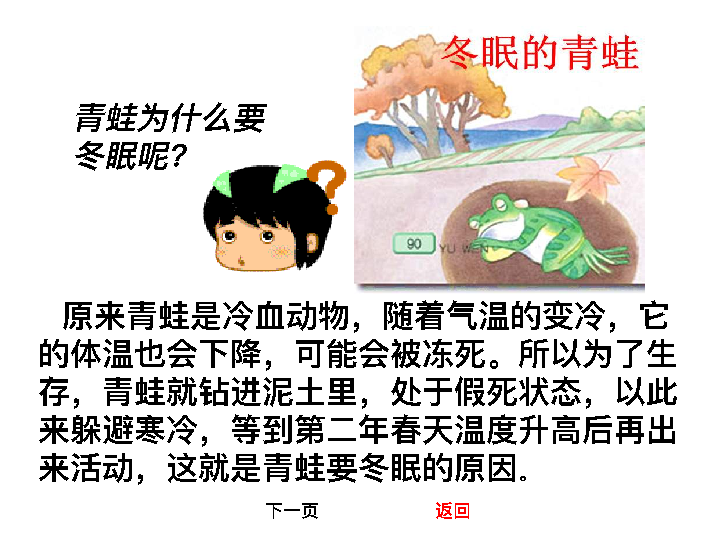 冬眠的青蛙
青蛙为什么要
冬眠呢?
?
90
YU WEN
原来青蛙是冷血动物，随着气温的变冷，它
的体温也会下降，可能会被冻死。所以为了生
存，青蛙就钻进泥土里，处于假死状态，以此
来躲避寒冷，等到第二年春天温度升高后再出
来活动，这就是青蛙要冬眠的原因。
下一页
返回